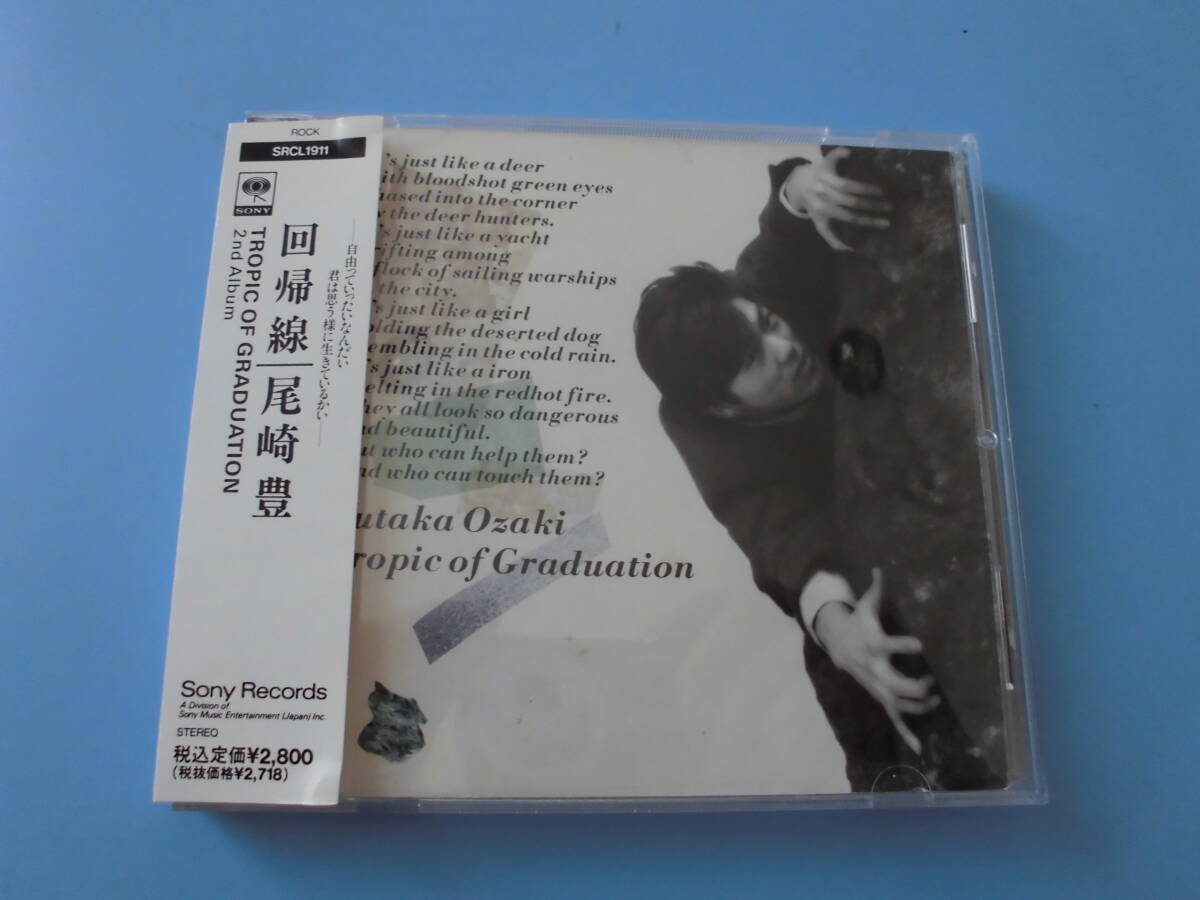 ROCK
SRCL1911
SONY
回帰線|尾崎豊
TROPIC OF GRADUATION
2nd Album
──自由っていったいなんだい
君は思う様に生きているかい──
Sony Records
A Division of
Sony Music Entertainment (Japan) Inc.
STEREO
税込定価¥2,800
(税抜価格¥2,718)
's just like a deer
ith bloodshot green eyes
hased into the corner
y the deer hunters.
's just like a yacht
rifting among
flock of sailing warships
the city.
's just like a girl
olding the deserted dog
embling in the cold rain.
's just like a iron
elting in the redhot fire.
hey all look so dangerous
nd beautiful.
ut who can help them?
nd who can touch them?
utaka Ozaki
ropic of Graduation